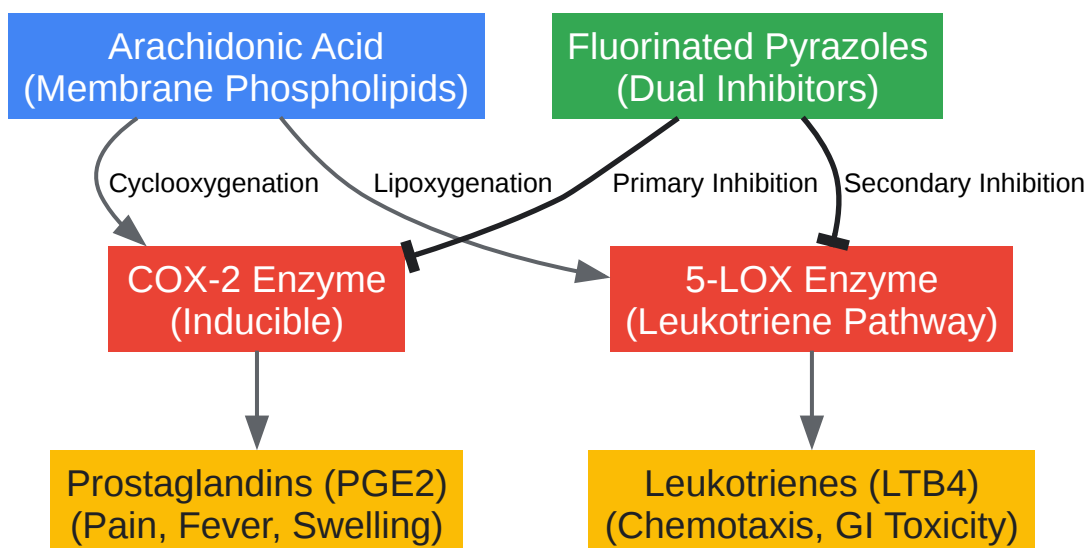 Arachidonic Acid
(Membrane Phospholipids)
Fluorinated Pyrazoles
(Dual Inhibitors)
Cyclooxygenation
Lipoxygenation
Primary Inhibition
Secondary Inhibition
COX-2 Enzyme
(Inducible)
5-LOX Enzyme
(Leukotriene Pathway)
Prostaglandins (PGE2)
(Pain, Fever, Swelling)
Leukotrienes (LTB4)
(Chemotaxis, GI Toxicity)